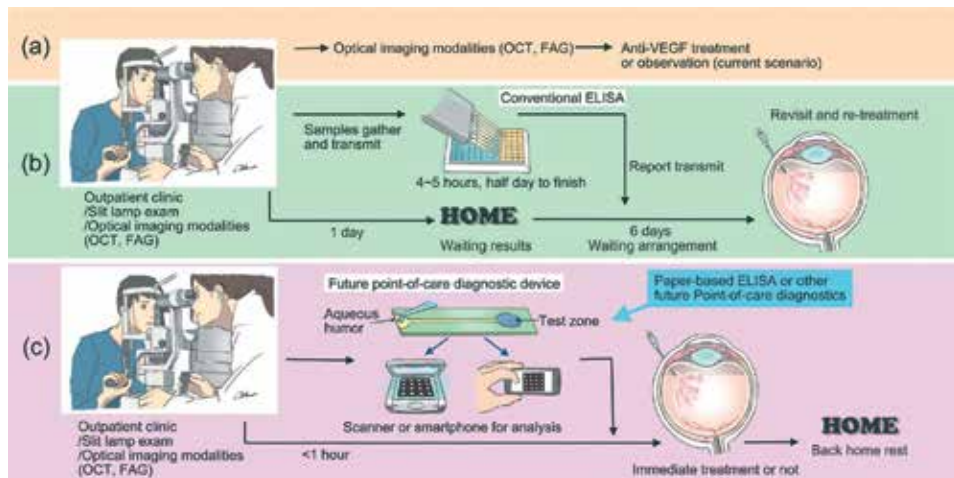 (a)
Optical imaging modalities (OCT, FAG)
Anti-VEGF treatment
or observation (current scenario)
(b)
Outpatient clinic
/Slit lamp exam
/Optical imaging modalities
(OCT, FAG)
Samples gather
and transmit
Conventional ELISA
4~5 hours, half day to finish
Report transmit
Revisit and re-treatment
1 day
HOME
Waiting results
6 days
Waiting arrangement
(c)
Outpatient clinic
/Slit lamp exam
/Optical imaging modalities
(OCT, FAG)
Future point-of-care diagnostic device
Aqueous
humor
Test zone
Paper-based ELISA or other
future Point-of-care diagnostics
Scanner or smartphone for analysis
<1 hour
Immediate treatment or not
HOME
Back home rest